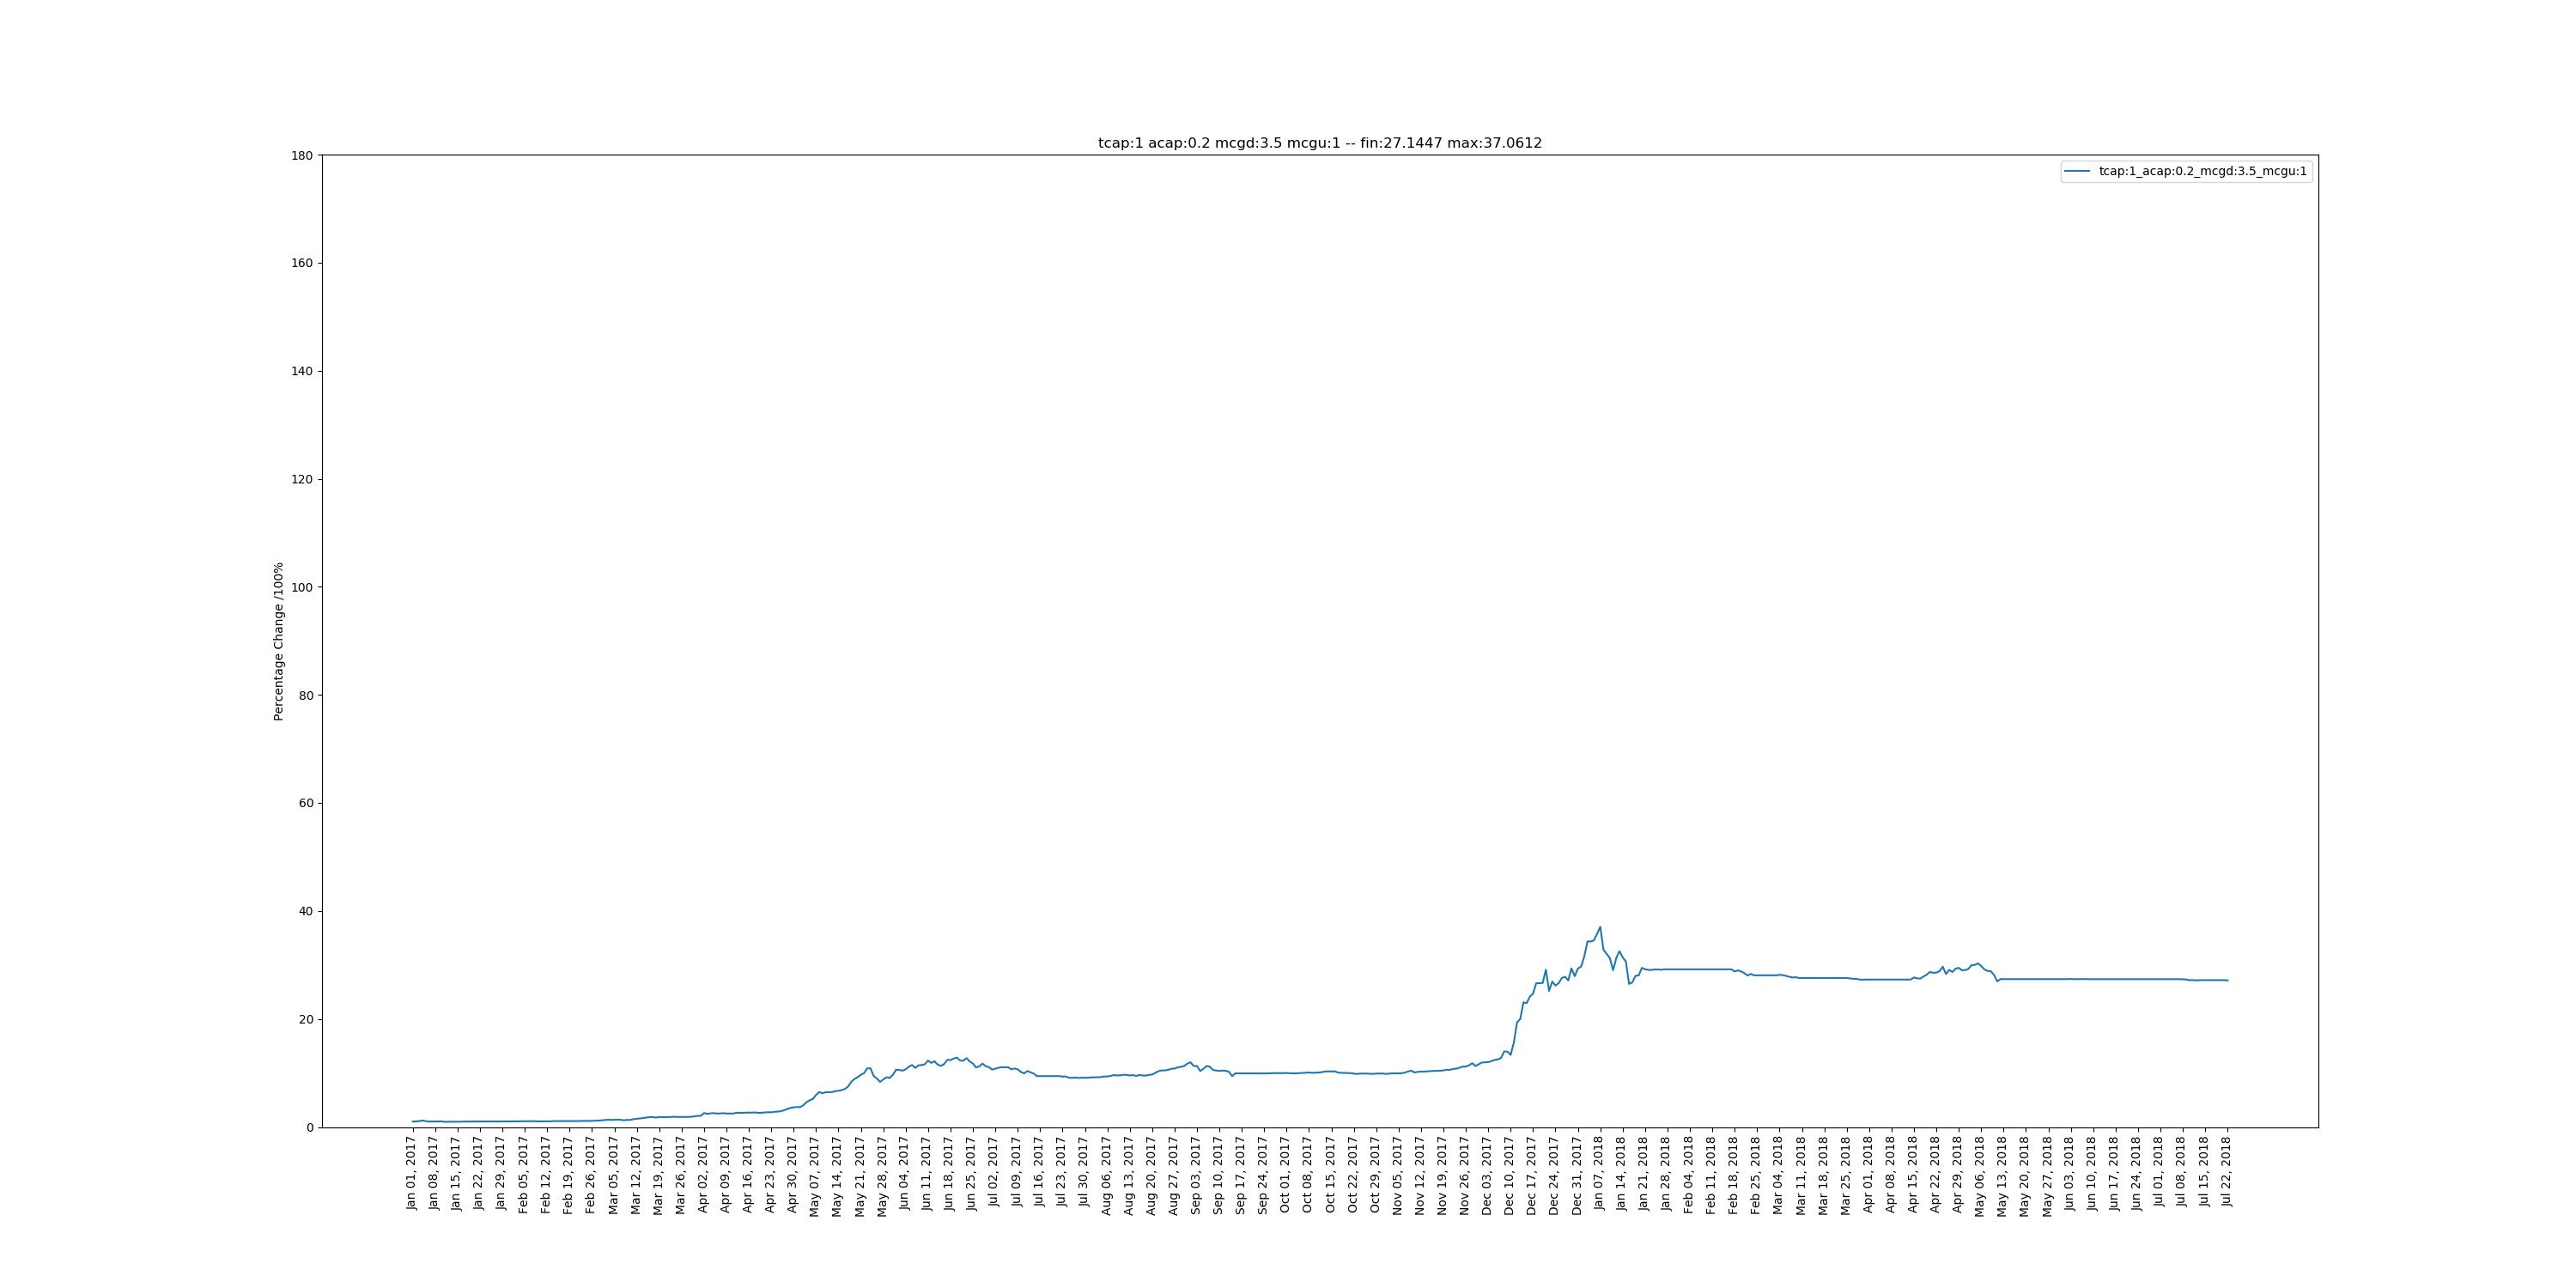 tcap:1 acap:0.2 mcgd:3.5 mcgu:1 -- fin:27.1447 max:37.0612
tcap:1_acap:0.2_mcgd:3.5_mcgu:1
Percentage Change /100%
180
160
140
120
100
80
60
40
20
0
Jan 01, 2017
Jan 08, 2017
Jan 15, 2017
Jan 22, 2017
Jan 29, 2017
Feb 05, 2017
Feb 12, 2017
Feb 19, 2017
Feb 26, 2017
Mar 05, 2017
Mar 12, 2017
Mar 19, 2017
Mar 26, 2017
Apr 02, 2017
Apr 09, 2017
Apr 16, 2017
Apr 23, 2017
Apr 30, 2017
May 07, 2017
May 14, 2017
May 21, 2017
May 28, 2017
Jun 04, 2017
Jun 11, 2017
Jun 18, 2017
Jun 25, 2017
Jul 02, 2017
Jul 09, 2017
Jul 16, 2017
Jul 23, 2017
Jul 30, 2017
Aug 06, 2017
Aug 13, 2017
Aug 20, 2017
Aug 27, 2017
Sep 03, 2017
Sep 10, 2017
Sep 17, 2017
Sep 24, 2017
Oct 01, 2017
Oct 08, 2017
Oct 15, 2017
Oct 22, 2017
Oct 29, 2017
Nov 05, 2017
Nov 12, 2017
Nov 19, 2017
Nov 26, 2017
Dec 03, 2017
Dec 10, 2017
Dec 17, 2017
Dec 24, 2017
Dec 31, 2017
Jan 07, 2018
Jan 14, 2018
Jan 21, 2018
Jan 28, 2018
Feb 04, 2018
Feb 11, 2018
Feb 18, 2018
Feb 25, 2018
Mar 04, 2018
Mar 11, 2018
Mar 18, 2018
Mar 25, 2018
Apr 01, 2018
Apr 08, 2018
Apr 15, 2018
Apr 22, 2018
Apr 29, 2018
May 06, 2018
May 13, 2018
May 20, 2018
May 27, 2018
Jun 03, 2018
Jun 10, 2018
Jun 17, 2018
Jun 24, 2018
Jul 01, 2018
Jul 08, 2018
Jul 15, 2018
Jul 22, 2018